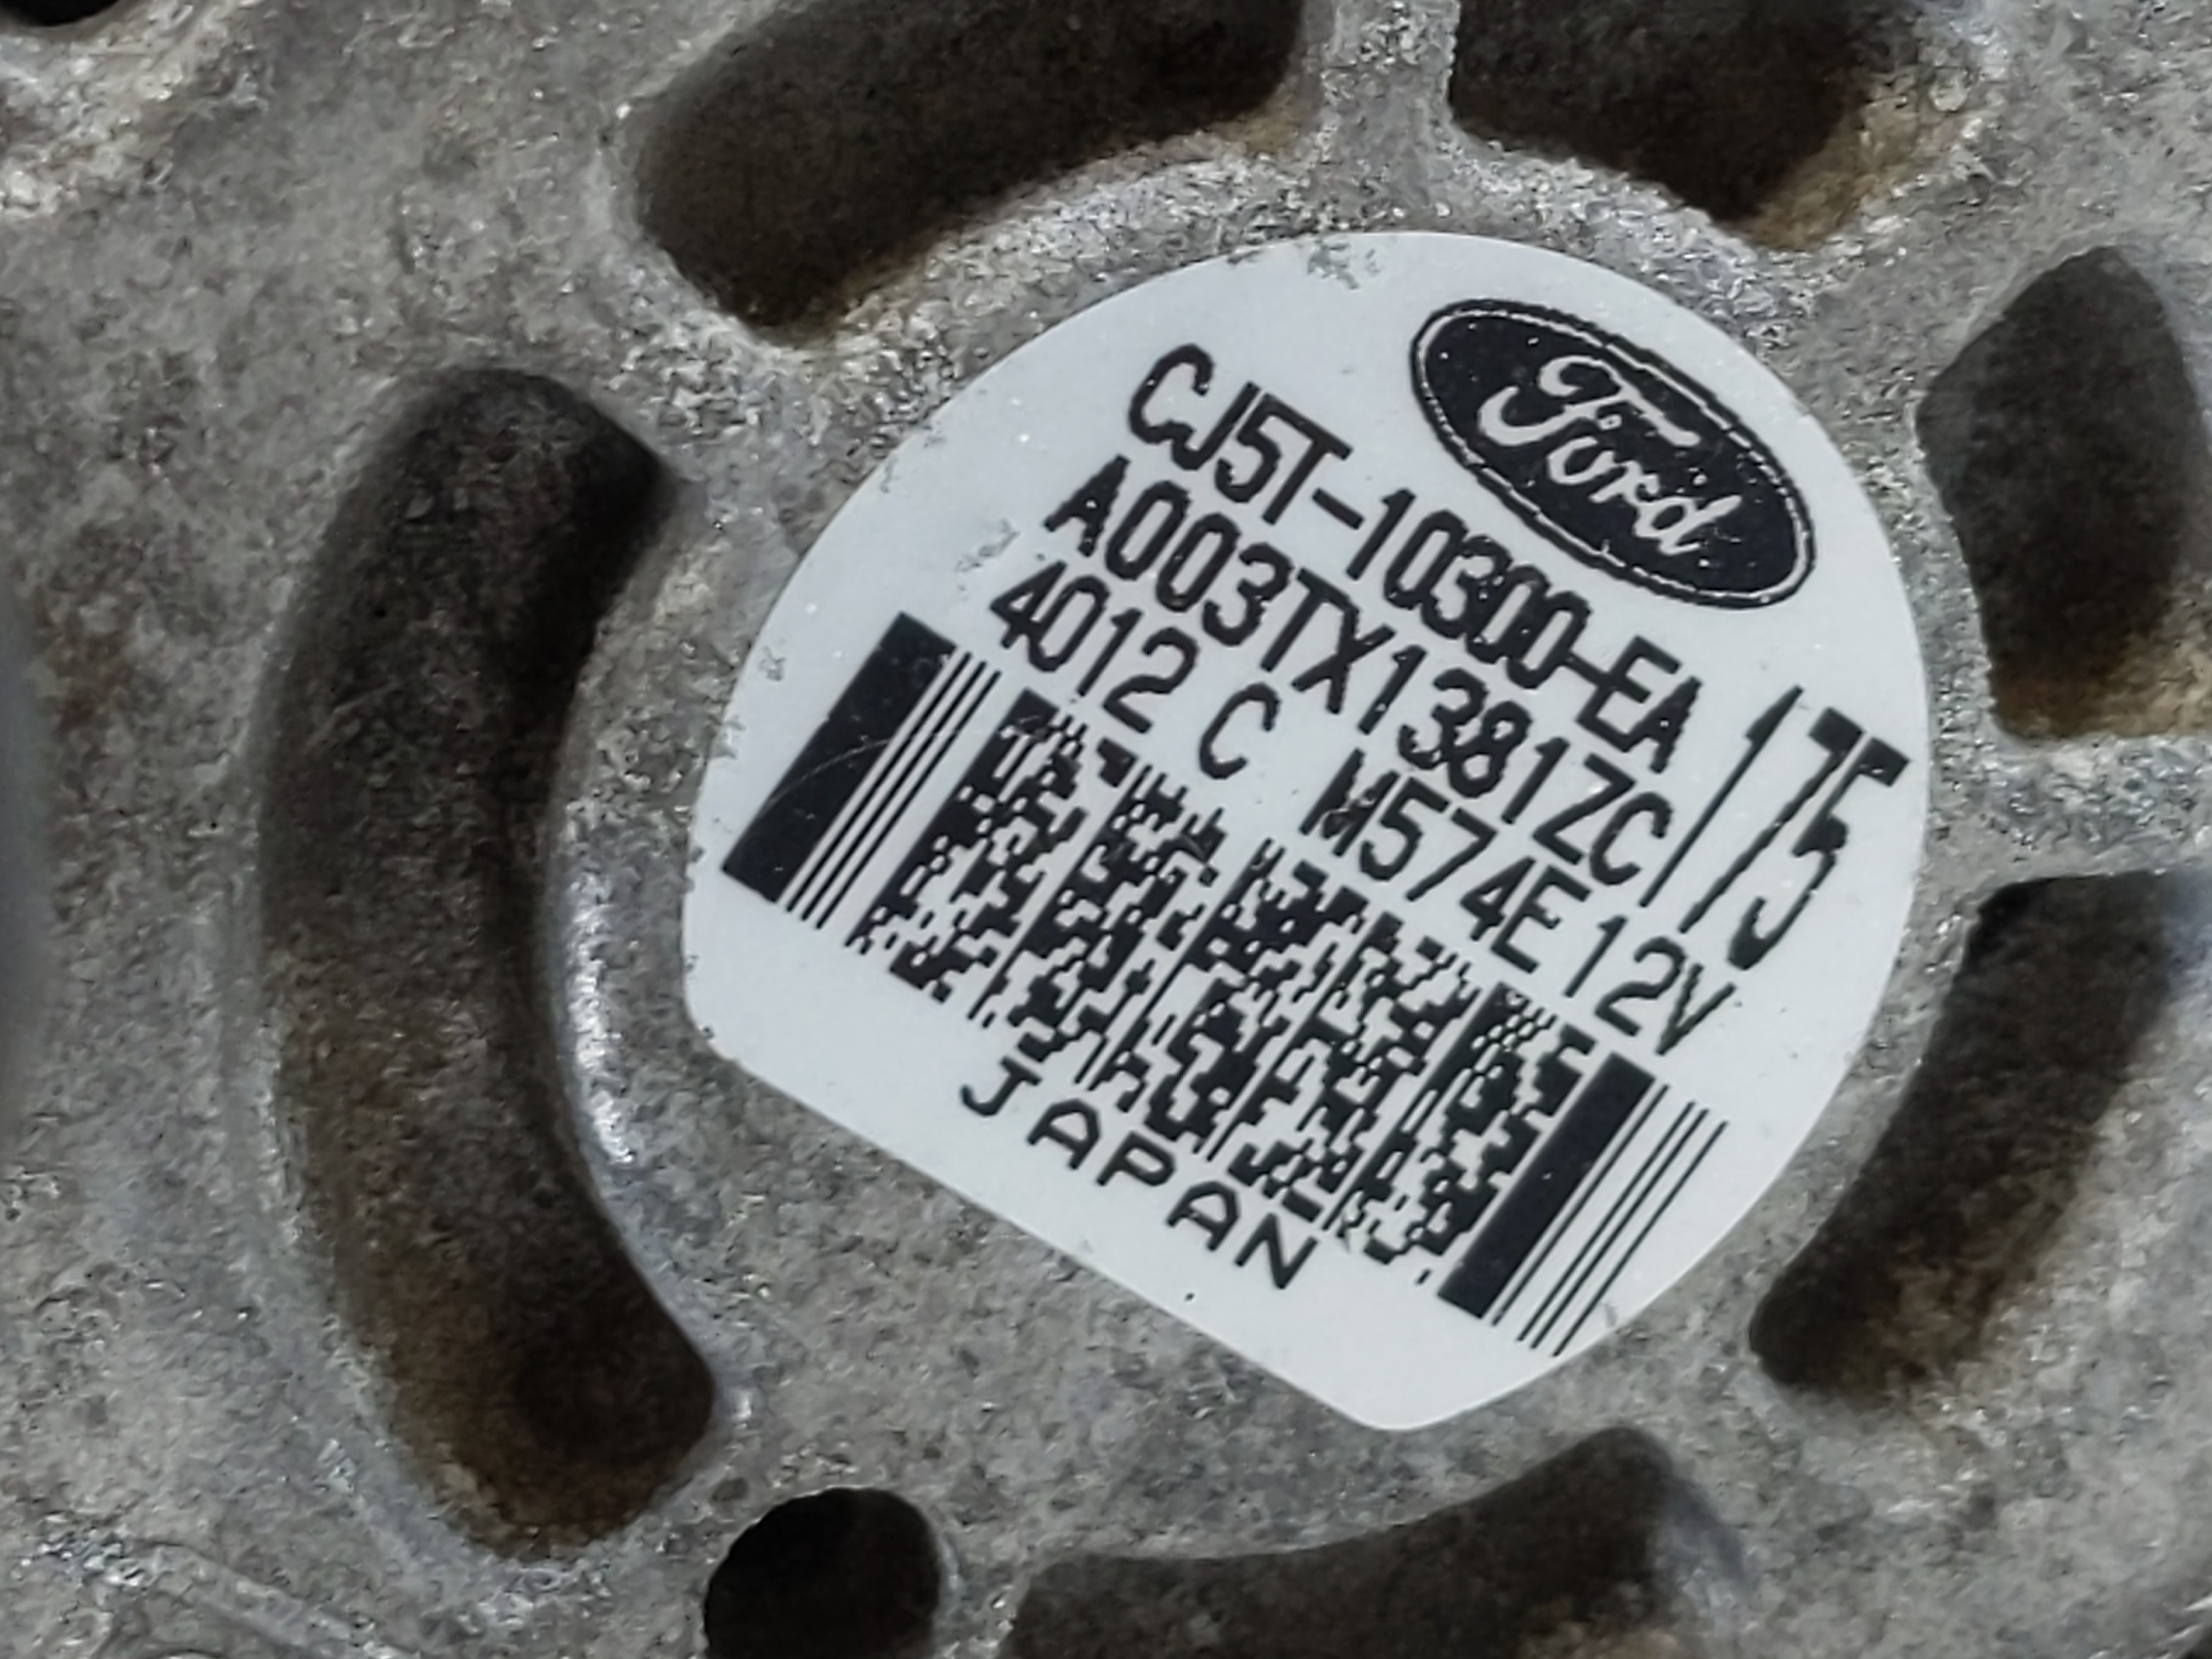 Ford
CJ5T-10300-EA
A003TX1381ZC /175
4012 C M574E 12V
JAPAN